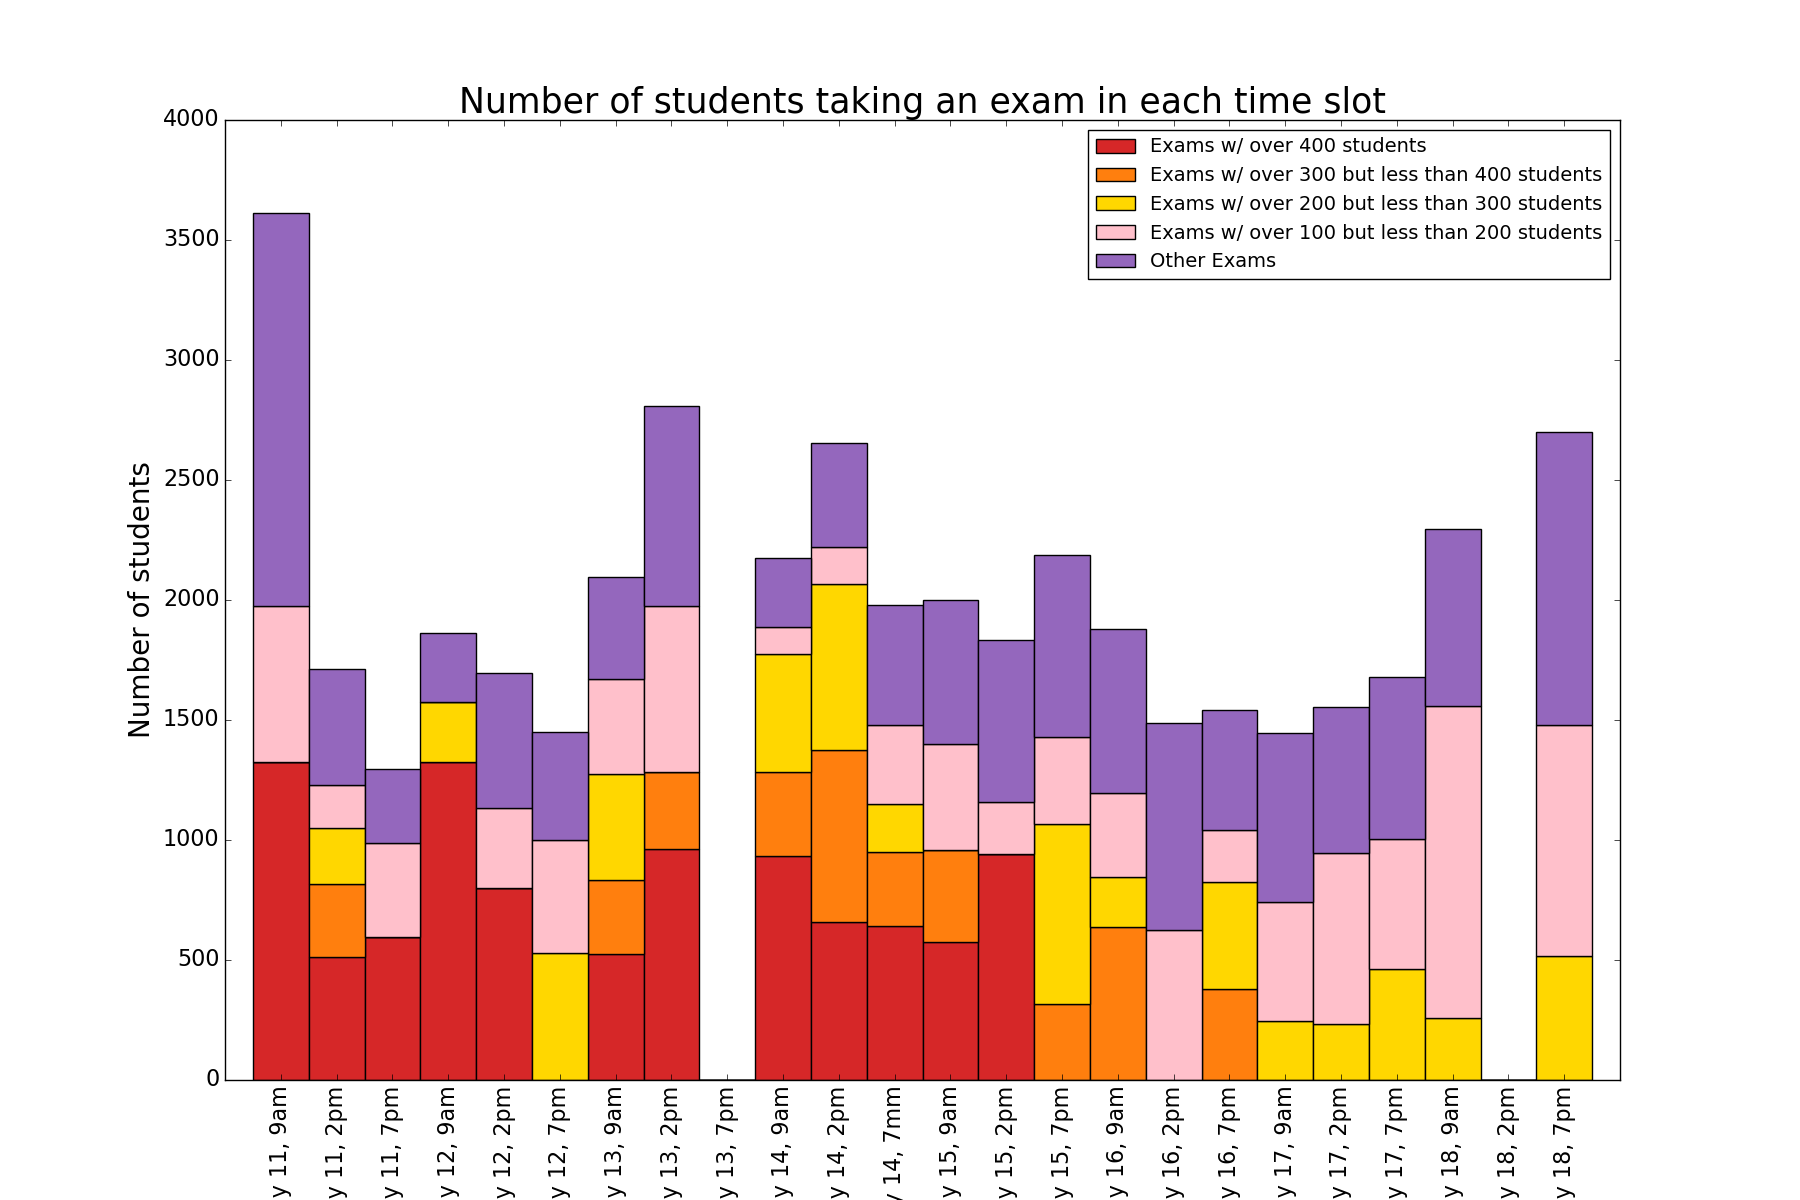 Number of students taking an exam in each time slot
Exams w/ over 400 students
Exams w/ over 300 but less than 400 students
Exams w/ over 200 but less than 300 students
Exams w/ over 100 but less than 200 students
Other Exams
Number of students
4000
3500
3000
2500
2000
1500
1000
500
0
y 11, 9am
y 11, 2pm
y 11, 7pm
y 12, 9am
y 12, 2pm
y 12, 7pm
y 13, 9am
y 13, 2pm
y 13, 7pm
y 14, 9am
y 14, 2pm
y 14, 7mm
y 15, 9am
y 15, 2pm
y 15, 7pm
y 16, 9am
y 16, 2pm
y 16, 7pm
y 17, 9am
y 17, 2pm
y 17, 7pm
y 18, 9am
y 18, 2pm
y 18, 7pm